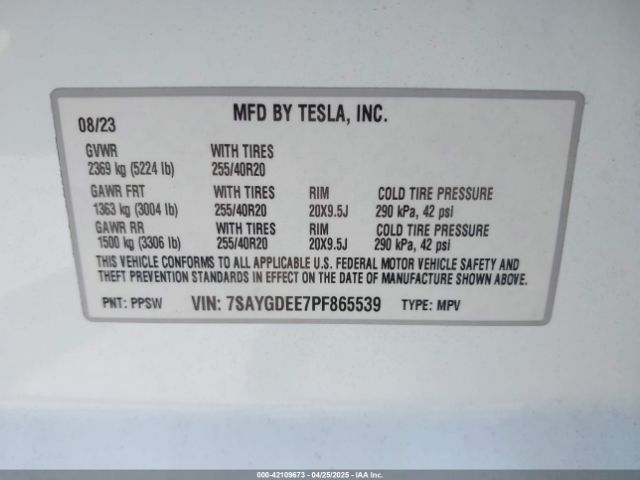 MFD BY TESLA, INC.
08/23
GVWR WITH TIRES
2369 kg (5224 lb) 255/40R20
GAWR FRT WITH TIRES RIM COLD TIRE PRESSURE
1363 kg (3004 lb) 255/40R20 20X9.5J 290 kPa, 42 psi
GAWR RR WITH TIRES RIM COLD TIRE PRESSURE
1500 kg (3306 lb) 255/40R20 20X9.5J 290 kPa, 42 psi
THIS VEHICLE CONFORMS TO ALL APPLICABLE U.S. FEDERAL MOTOR VEHICLE SAFETY AND
THEFT PREVENTION STANDARDS IN EFFECT ON THE DATE OF MANUFACTURE SHOWN ABOVE.
PNT: PPSW VIN: 7SAYGDEE7PF865539 TYPE: MPV
000-42109673 - 04/25/2025 - IAA Inc.